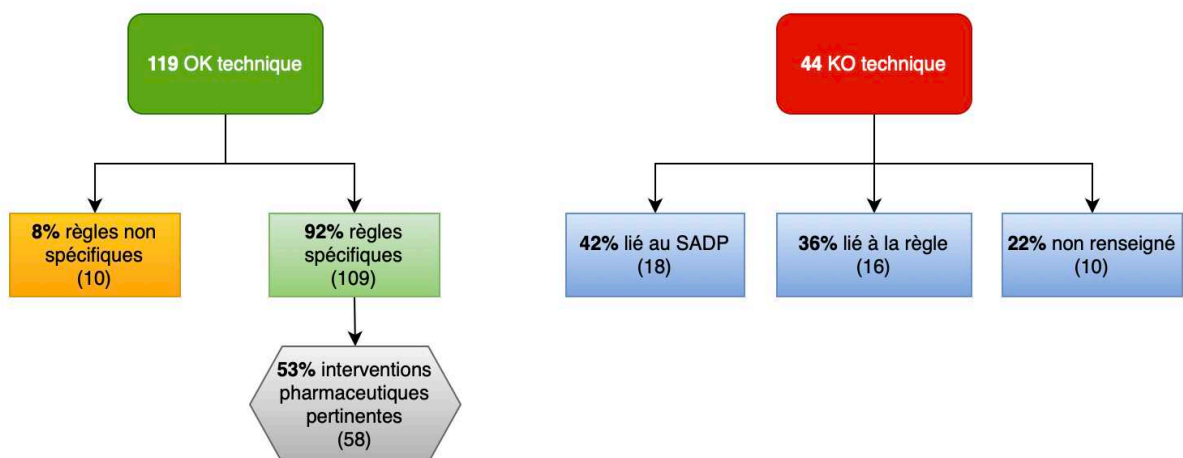 119 OK technique
44 KO technique
8% règles non
spécifiques
(10)
92% règles
spécifiques
(109)
42% lié au SADP
(18)
36% lié à la règle
(16)
22% non renseigné
(10)
53% interventions
pharmaceutiques
pertinentes
(58)